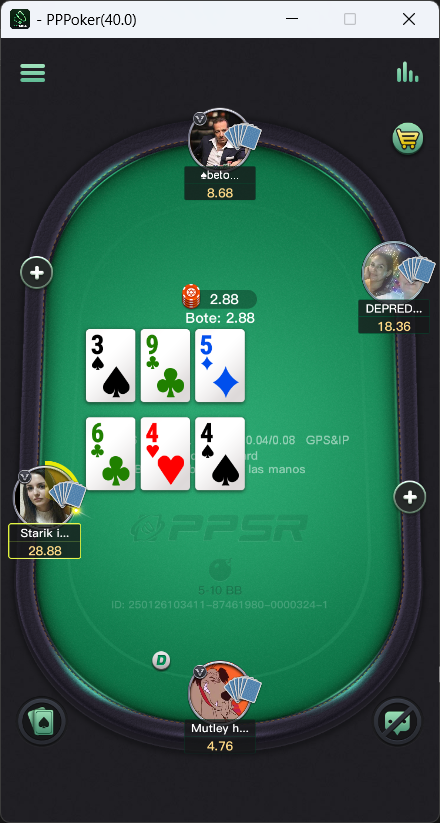 - PPPoker(40.0)
♠beto...
8.68
DEPRED...
18.36
2.88
Bote: 2.88
3 9 5
0.04/0.08 GPS&IP
6 4 4
las manos
Starik i...
28.88
PPSR
5-10 BB
ID: 250126103411-87461980-0000324-1
D
Mutley h...
4.76